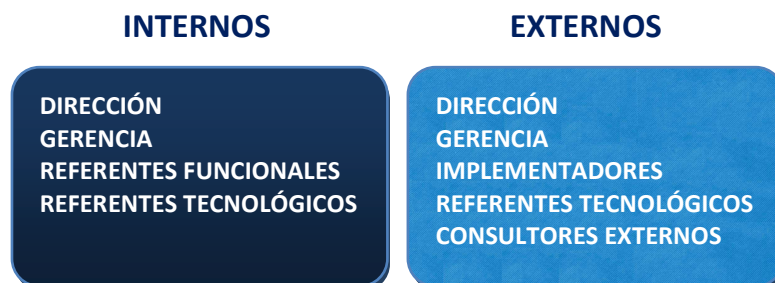 INTERNOS
DIRECCIÓN
GERENCIA
REFERENTES FUNCIONALES
REFERENTES TECNOLÓGICOS
EXTERNOS
DIRECCIÓN
GERENCIA
IMPLEMENTADORES
REFERENTES TECNOLÓGICOS
CONSULTORES EXTERNOS